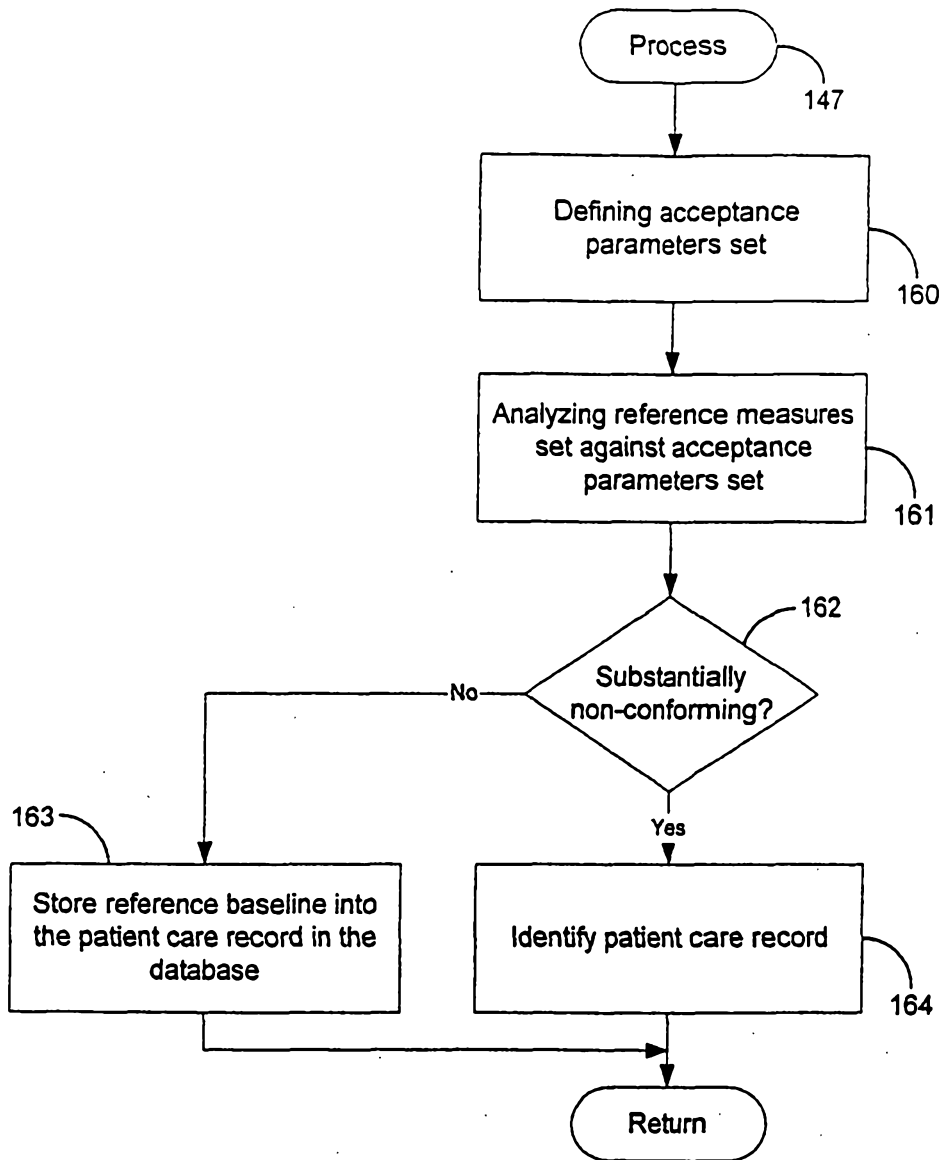 Process
147
Defining acceptance
parameters set
160
Analyzing reference measures
set against acceptance
parameters set
161
162
Substantially
non-conforming?
No
Yes
163
Store reference baseline into
the patient care record in the
database
Identify patient care record
164
Return